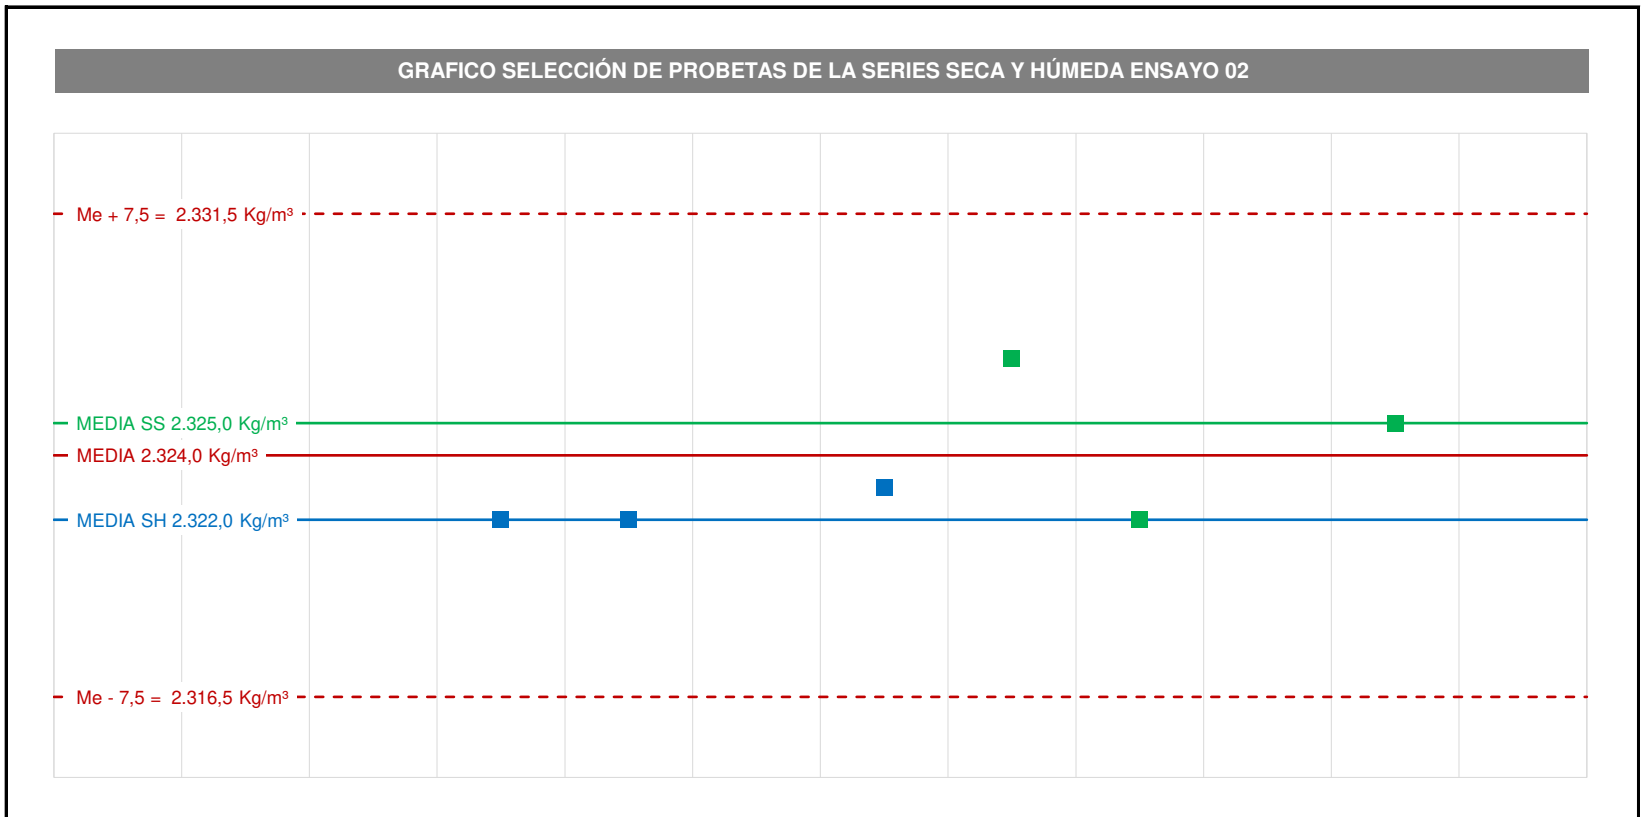 GRAFICO SELECCIÓN DE PROBETAS DE LA SERIES SECA Y HÚMEDA ENSAYO 02
Me + 7,5 = 2.331,5 Kg/m³
MEDIA SS 2.325,0 Kg/m³
MEDIA 2.324,0 Kg/m³
MEDIA SH 2.322,0 Kg/m³
Me - 7,5 = 2.316,5 Kg/m³